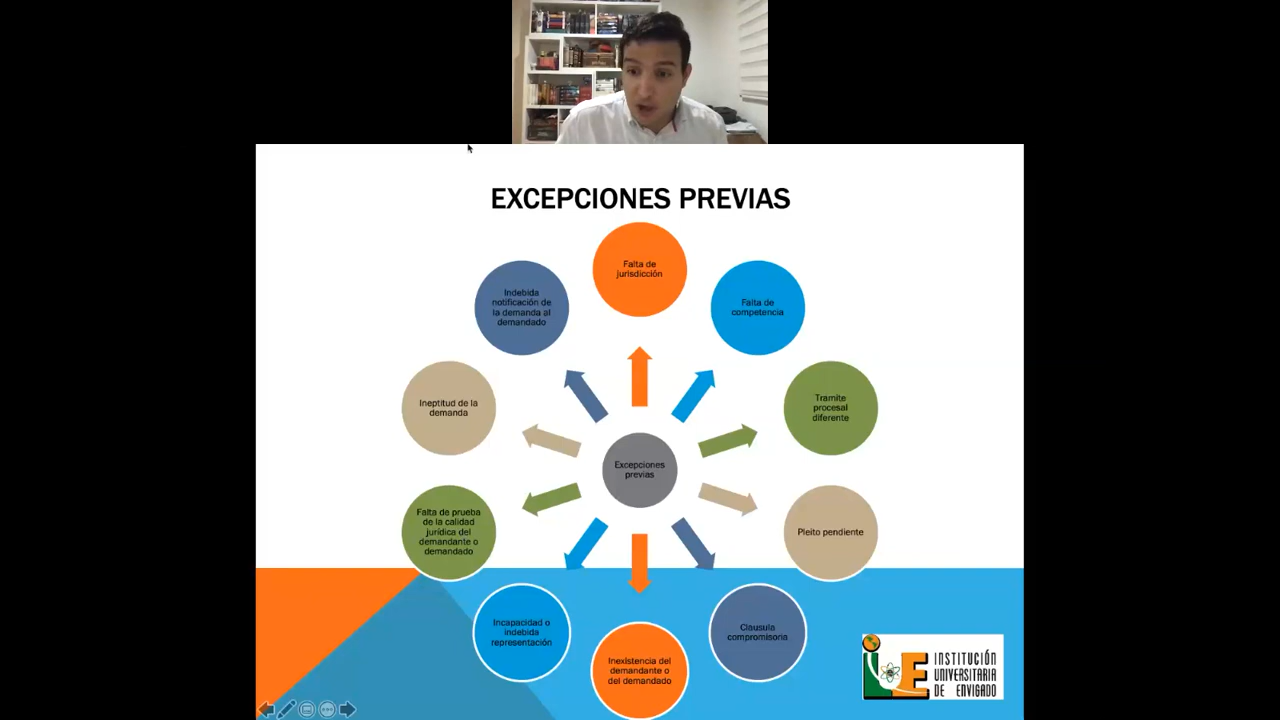 EXCEPCIONES PREVIAS
Falta de
jurisdicción
Falta de
competencia
Tramite
procesal
diferente
Pleito pendiente
Clausula
compromisoria
Inexistencia del
demandante o
del demandado
Incapacidad o
indebida
representación
Falta de prueba
de la calidad
jurídica del
demandante o
demandado
Ineptitud de la
demanda
Indebida
notificación de
la demanda al
demandado
Excepciones
previas
INSTITUCIÓN
UNIVERSITARIA
DE ENVIGADO